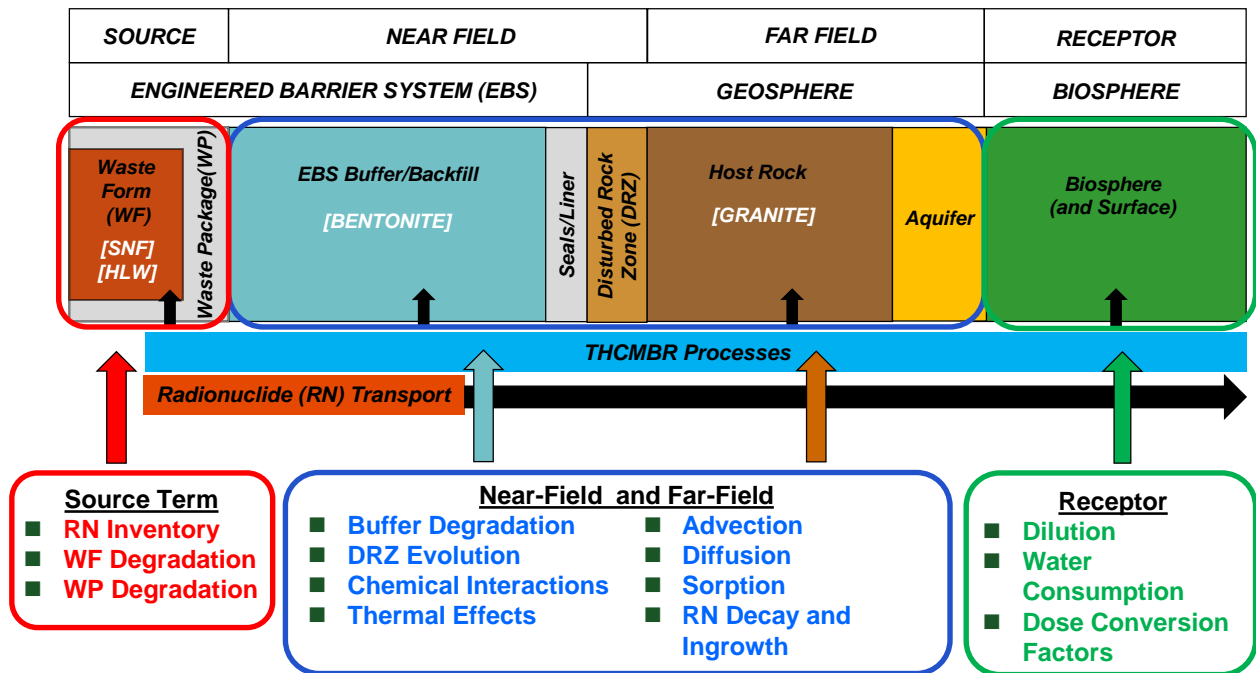 SOURCE
NEAR FIELD
FAR FIELD
RECEPTOR
ENGINEERED BARRIER SYSTEM (EBS)
GEOSPHERE
BIOSPHERE
Waste
Form
(WF)
[SNF]
[HLW]
Waste Package(WP)
EBS Buffer/Backfill
[BENTONITE]
Seals/Liner
Disturbed Rock
Zone (DRZ)
Host Rock
[GRANITE]
Aquifer
Biosphere
(and Surface)
THCMBR Processes
Radionuclide (RN) Transport
Source Term
RN Inventory
WF Degradation
WP Degradation
Near-Field and Far-Field
Buffer Degradation
DRZ Evolution
Chemical Interactions
Thermal Effects
Advection
Diffusion
Sorption
RN Decay and
Ingrowth
Receptor
Dilution
Water
Consumption
Dose Conversion
Factors